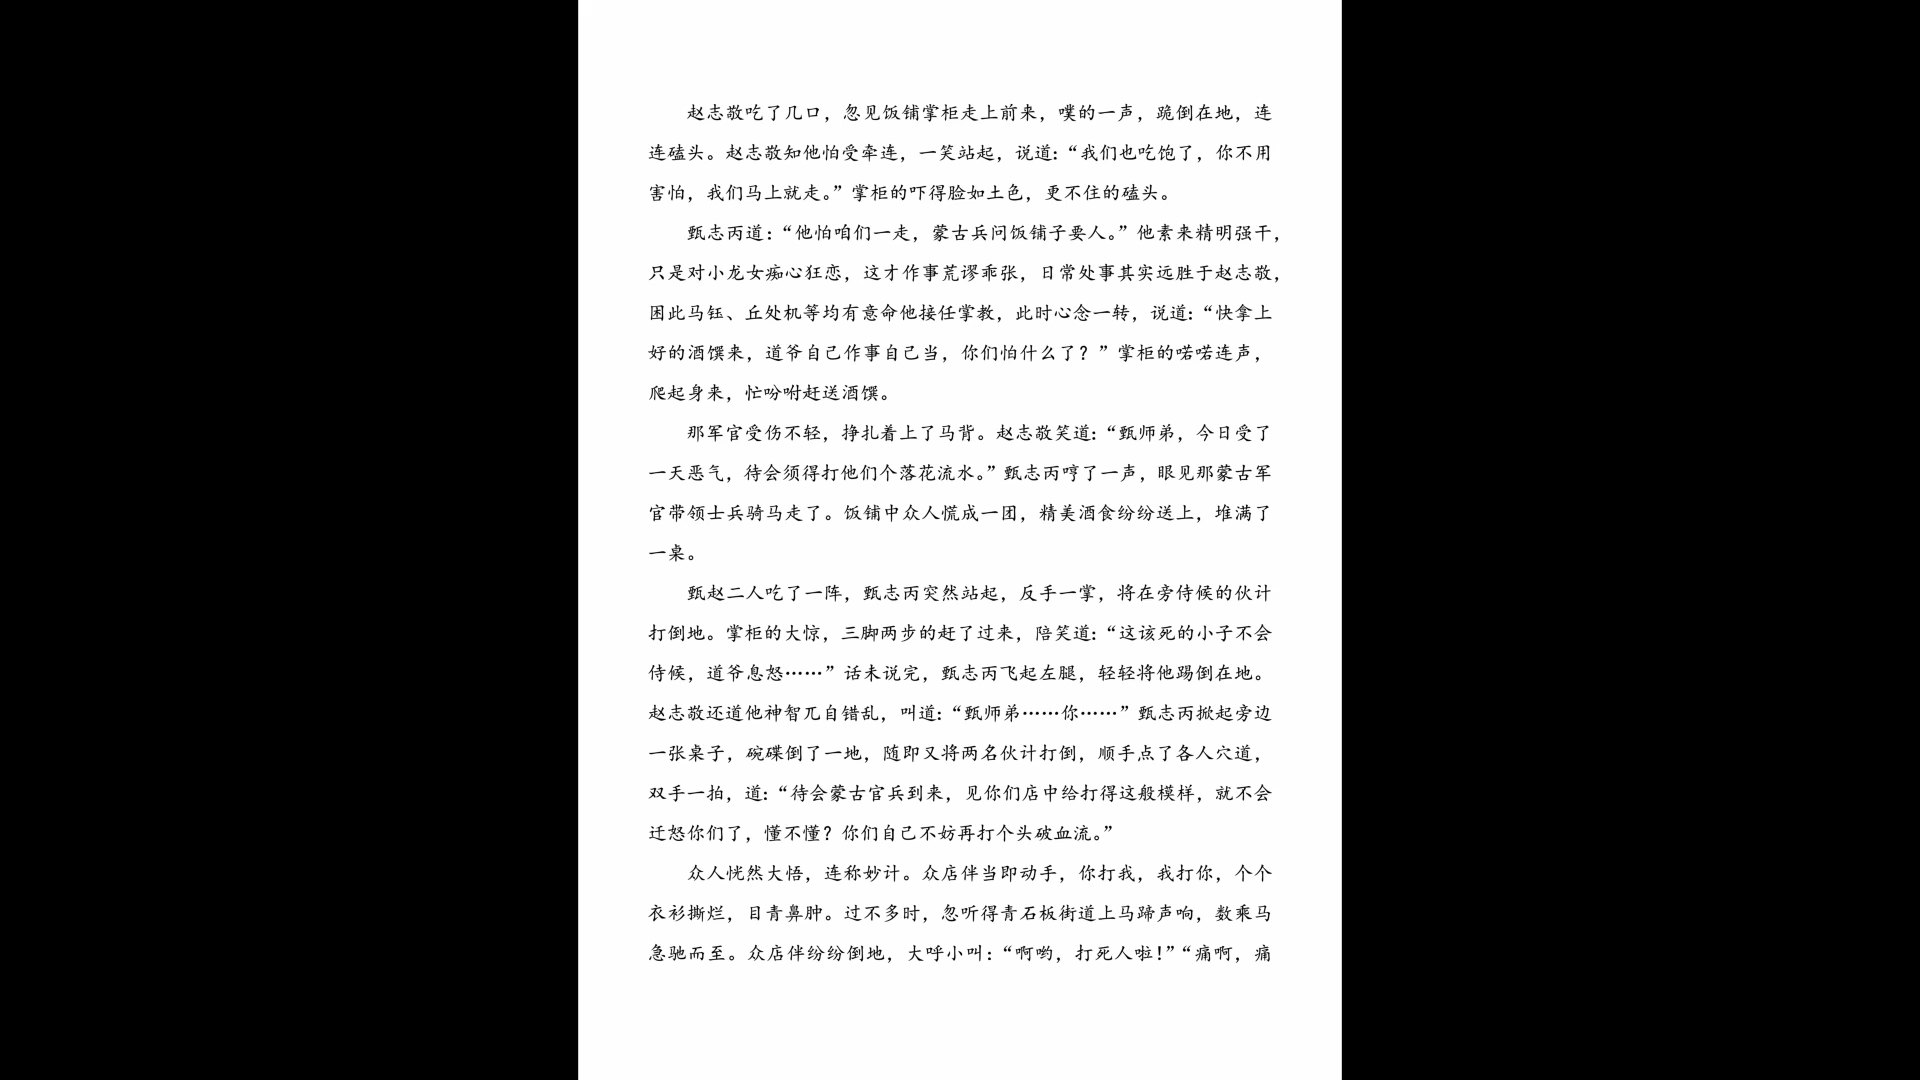 赵志敬吃了几口，忽见饭铺掌柜走上前来，噗的一声，跪倒在地，连
连磕头。赵志敬知他怕受牵连，一笑站起，说道：“我们也吃饱了，你不用
害怕，我们马上就走。”掌柜的吓得脸如土色，更不住的磕头。
甄志丙道：“他怕咱们一走，蒙古兵问饭铺子要人。”他素来精明强干，
只是对小龙女痴心狂恋，这才作事荒谬乖张，日常处事其实远胜于赵志敬，
因此马钰、丘处机等均有意命他接任掌教，此时心念一转，说道：“快拿上
好的酒馔来，道爷自己作事自己当，你们怕什么了？”掌柜的喏喏连声，
爬起身来，忙吩咐赶送酒馔。
那军官受伤不轻，挣扎着上了马背。赵志敬笑道：“甄师弟，今日受了
一天恶气，待会须得打他们个落花流水。”甄志丙哼了一声，眼见那蒙古军
官带领士兵骑马走了。饭铺中众人慌成一团，精美酒食纷纷送上，堆满了
一桌。
甄赵二人吃了一阵，甄志丙突然站起，反手一掌，将在旁侍候的伙计
打倒地。掌柜的大惊，三脚两步的赶了过来，陪笑道：“这该死的小子不会
侍候，道爷息怒……”话未说完，甄志丙飞起左腿，轻轻将他踢倒在地。
赵志敬还道他神智兀自错乱，叫道：“甄师弟……你……”甄志丙掀起旁边
一张桌子，碗碟倒了一地，随即又将两名伙计打倒，顺手点了各人穴道，
双手一拍，道：“待会蒙古官兵到来，见你们店中给打得这般模样，就不会
迁怒你们了，懂不懂？你们自己不妨再打个头破血流。”
众人恍然大悟，连称妙计。众店伴当即动手，你打我，我打你，个个
衣衫撕烂，目青鼻肿。过不多时，忽听得青石板街道上马蹄声响，数乘马
急驰而至。众店伴纷纷倒地，大呼小叫：“啊哟，打死人啦！”“痛啊，痛